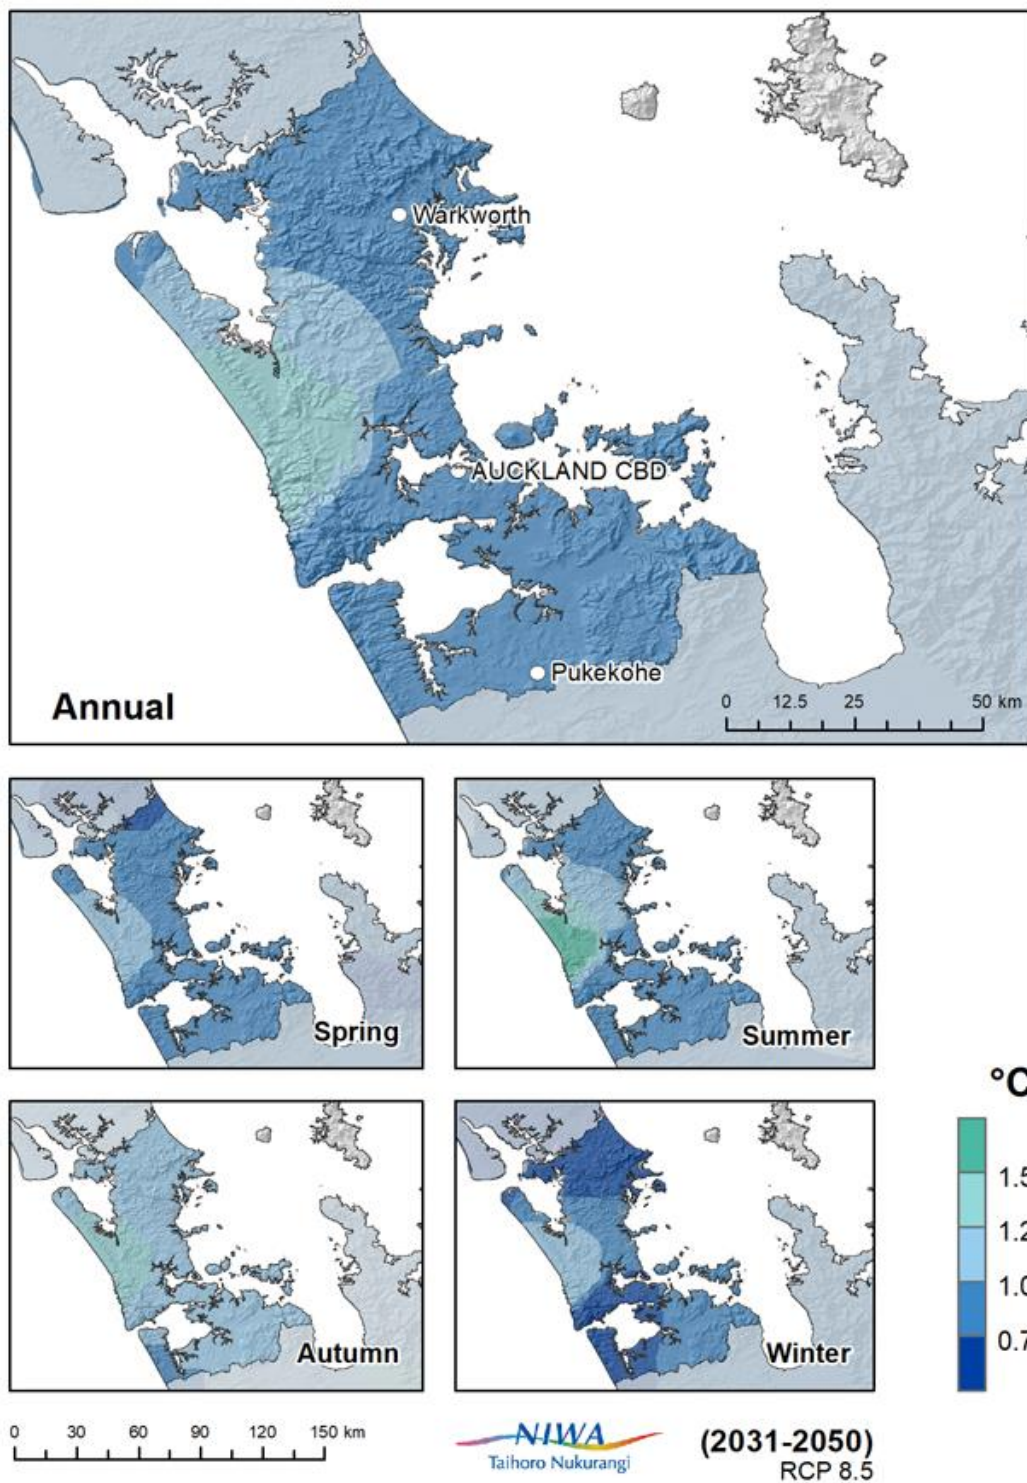 Warkworth
AUCKLAND CBD
Pukekohe
Annual
0 12.5 25 50 km
Spring
Summer
°C
1.5
1.2
1.0
0.7
Autumn
Winter
0 30 60 90 120 150 km
NIWA
Taihoro Nukurangi
(2031-2050)
RCP 8.5